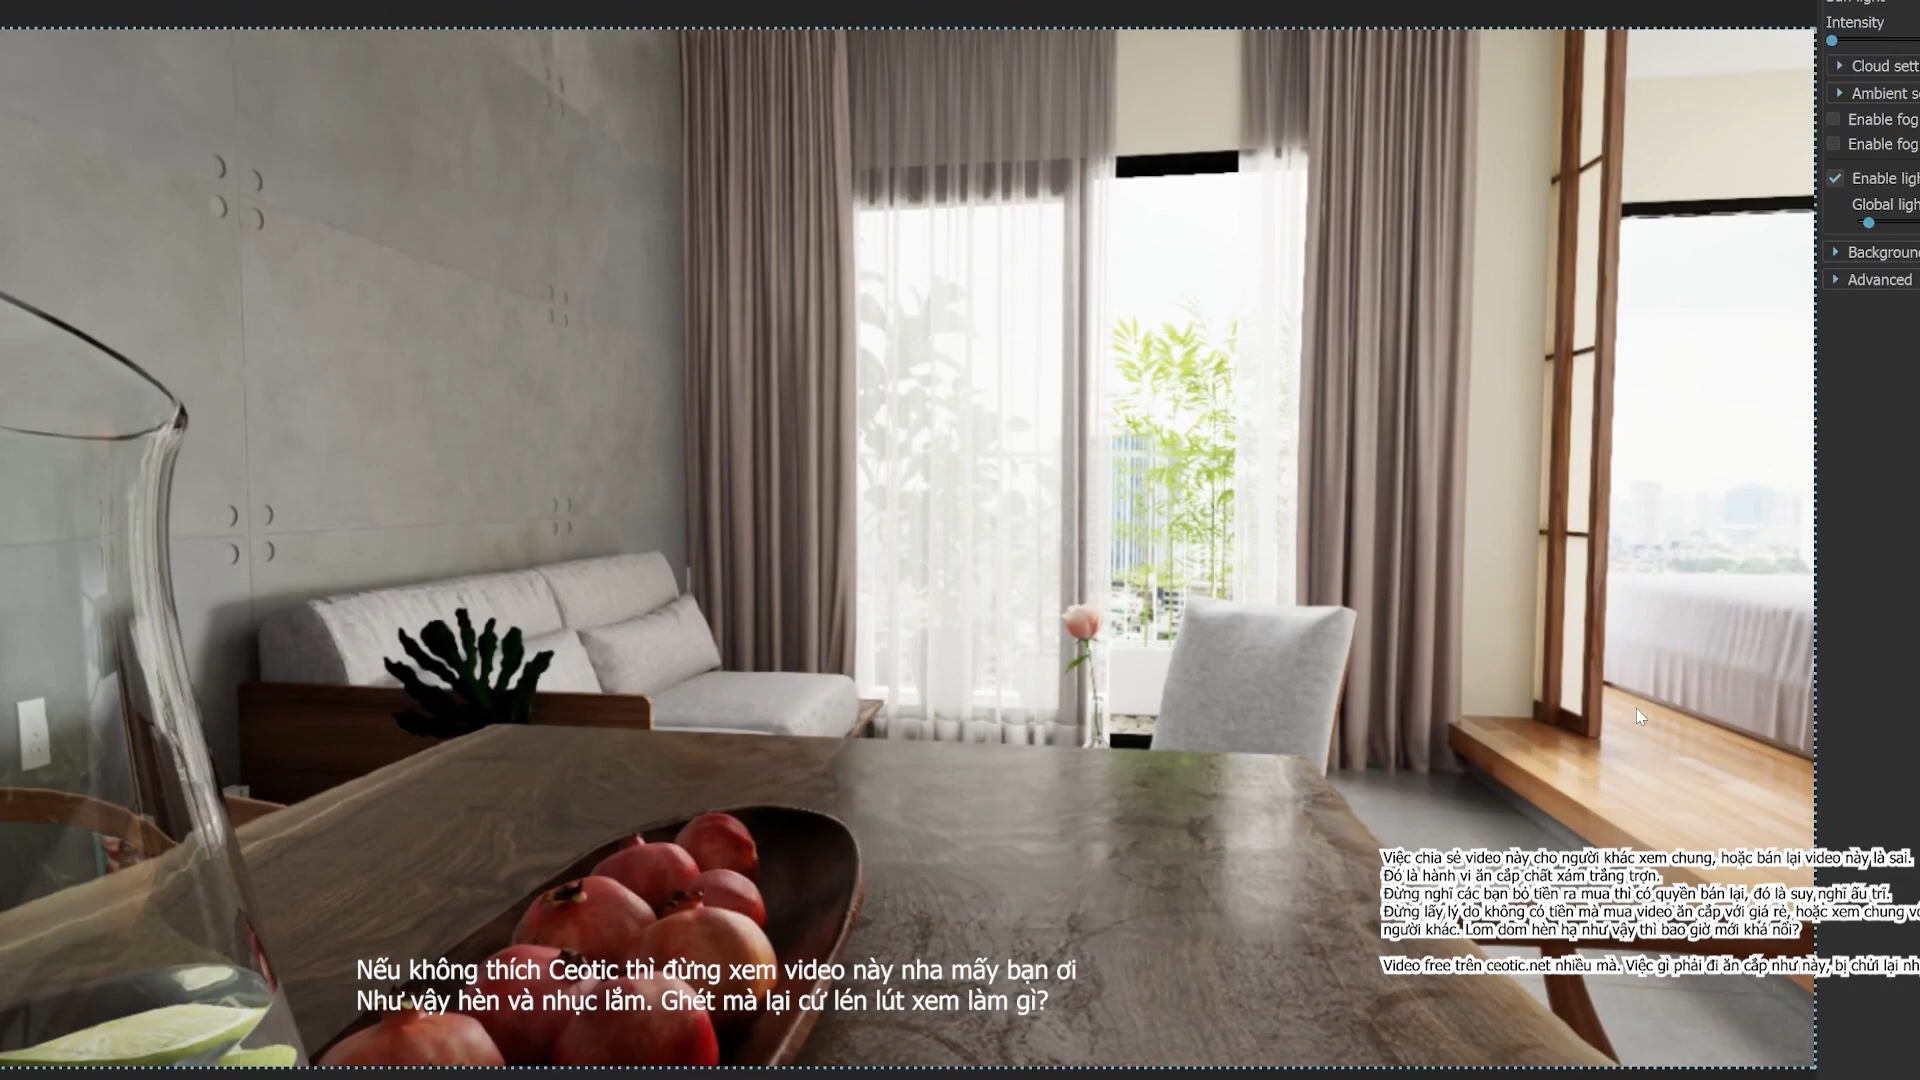 Intensity
Cloud sett
Ambient s
Enable fog
Enable fog
Enable ligh
Global ligh
Background
Advanced
Việc chia sẻ video này cho người khác xem chung, hoặc bán lại video này là sai.
Đó là hành vi ăn cắp chất xám trắng trợn.
Đừng nghĩ các bạn bỏ tiền ra mua thì có quyền bán lại, đó là suy nghĩ ấu trĩ.
Đừng lấy lý do không có tiền mà mua video ăn cắp với giá rẻ, hoặc xem chung vớ
người khác. Lom dom hèn hạ như vậy thì bao giờ mới khá nổi?
Video free trên ceotic.net nhiều mà. Việc gì phải đi ăn cắp như này, bị chửi lại nh
Nếu không thích Ceotic thì đừng xem video này nha mấy bạn ơi
Như vậy hèn và nhục lắm. Ghét mà lại cứ lén lút xem làm gì?